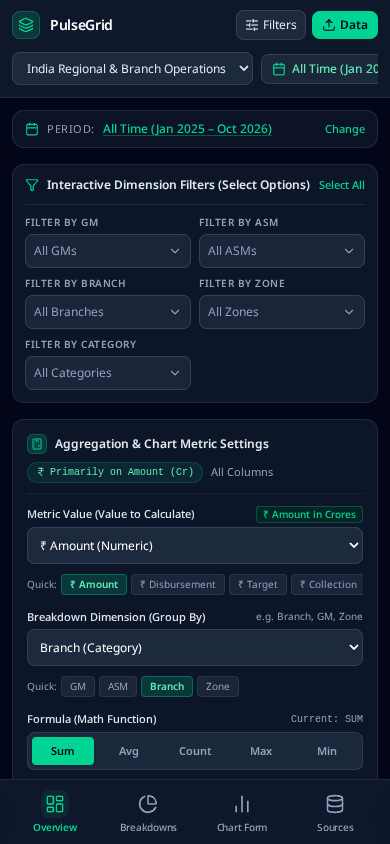 PulseGrid
Filters
Data
India Regional & Branch Operations
All Time (Jan 20
PERIOD: All Time (Jan 2025 – Oct 2026)
Change
Interactive Dimension Filters (Select Options)
Select All
FILTER BY GM
FILTER BY ASM
All GMs
All ASMs
FILTER BY BRANCH
FILTER BY ZONE
All Branches
All Zones
FILTER BY CATEGORY
All Categories
Aggregation & Chart Metric Settings
₹ Primarily on Amount (Cr)
All Columns
Metric Value (Value to Calculate)
₹ Amount in Crores
₹ Amount (Numeric)
Quick: ₹ Amount ₹ Disbursement ₹ Target ₹ Collection
Breakdown Dimension (Group By)
e.g. Branch, GM, Zone
Branch (Category)
Quick: GM ASM Branch Zone
Formula (Math Function)
Current: SUM
Sum Avg Count Max Min
Overview Breakdowns Chart Form Sources